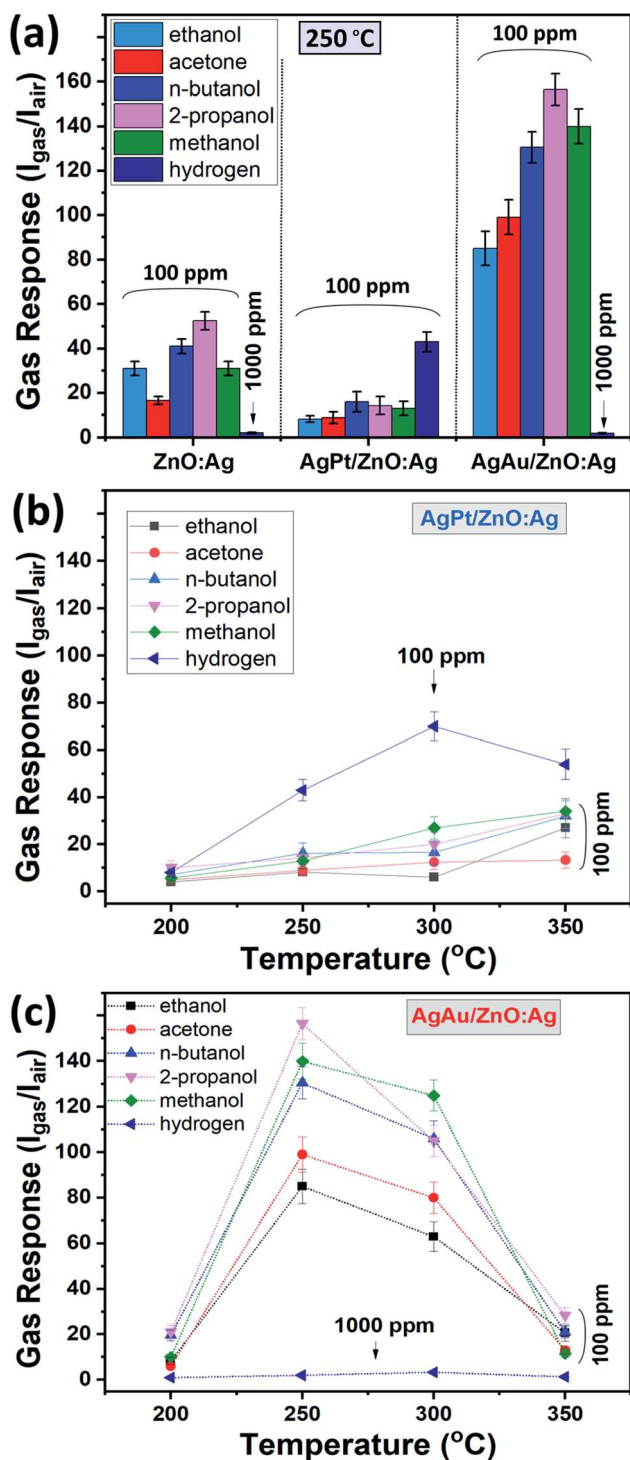 (a)
250 °C
ethanol
acetone
n-butanol
2-propanol
methanol
hydrogen
100 ppm
100 ppm
100 ppm
1000 ppm
1000 ppm
Gas Response (Igas/Iair)
160
140
120
100
80
60
40
20
0
ZnO:Ag
AgPt/ZnO:Ag
AgAu/ZnO:Ag
(b)
AgPt/ZnO:Ag
ethanol
acetone
n-butanol
2-propanol
methanol
hydrogen
100 ppm
100 ppm
Gas Response (Igas/Iair)
160
140
120
100
80
60
40
20
0
200
250
300
350
Temperature (°C)
(c)
AgAu/ZnO:Ag
ethanol
acetone
n-butanol
2-propanol
methanol
hydrogen
1000 ppm
100 ppm
Gas Response (Igas/Iair)
140
120
100
80
60
40
20
0
200
250
300
350
Temperature (°C)